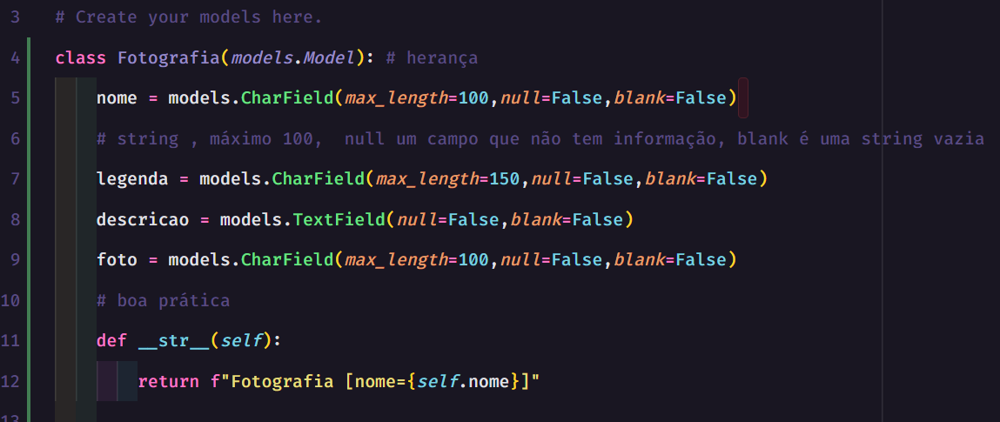 3 # Create your models here.
4 class Fotografia(models.Model): # herança
5 nome = models.CharField(max_length=100,null=False,blank=False)
6 # string , máximo 100,  null um campo que não tem informação, blank é uma string vazia
7 legenda = models.CharField(max_length=150,null=False,blank=False)
8 descricao = models.TextField(null=False,blank=False)
9 foto = models.CharField(max_length=100,null=False,blank=False)
10 # boa prática
11 def __str__(self):
12 return f"Fotografia [nome={self.nome}]"
13